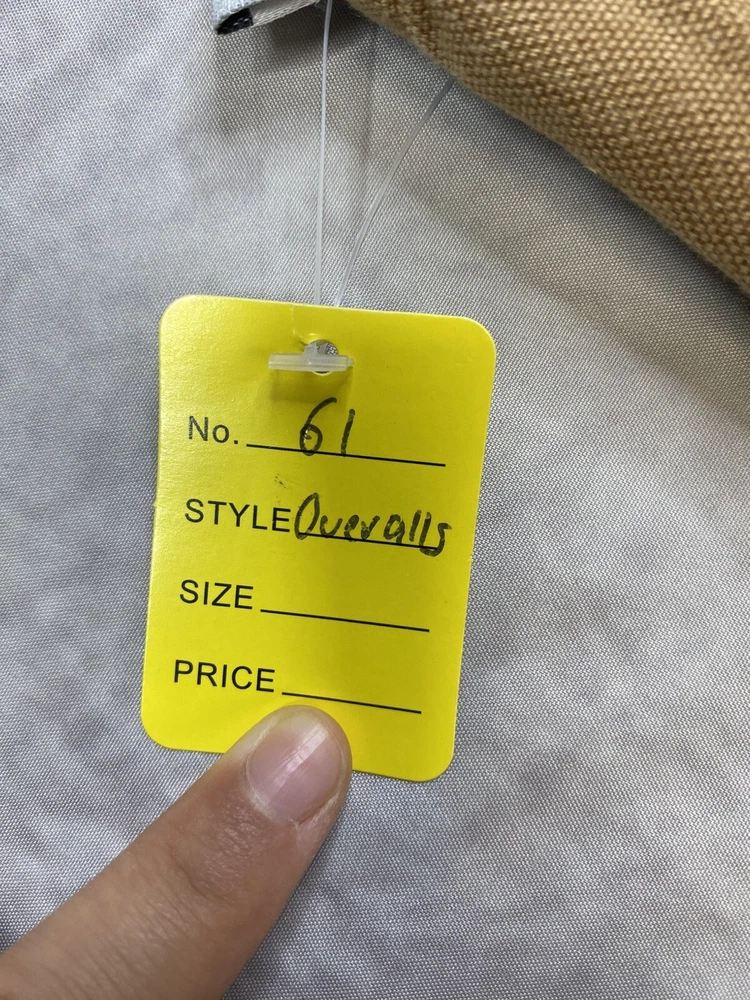 No. 61
STYLE Overalls
SIZE
PRICE